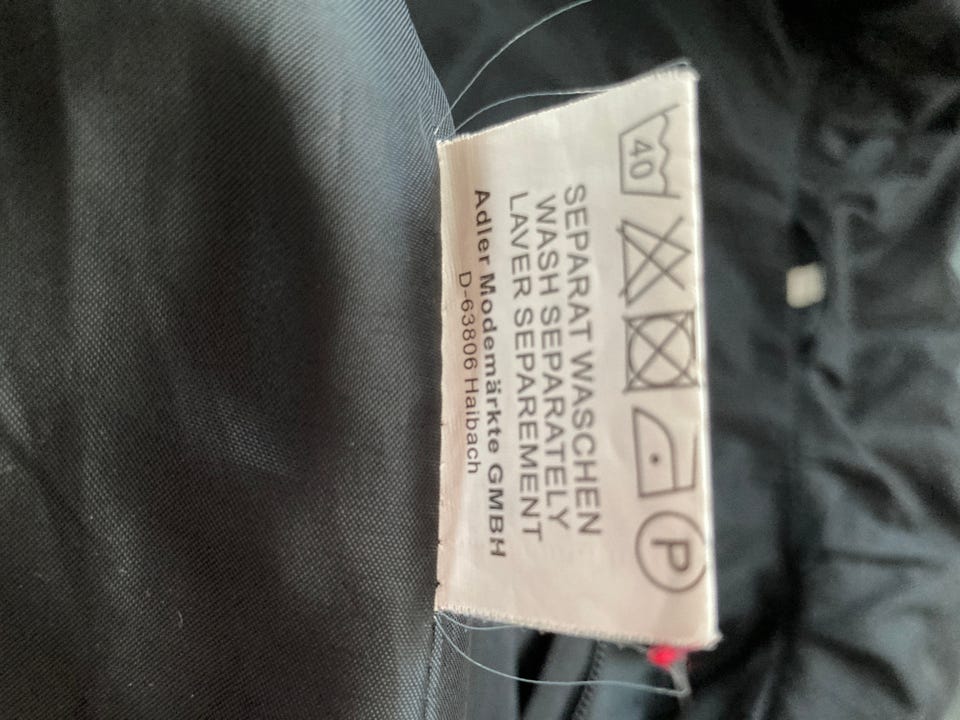 40
P
SEPARAT WASCHEN
WASH SEPARATELY
LAVER SEPAREMENT
Adler Modemärkte GMBH
D-63806 Haibach